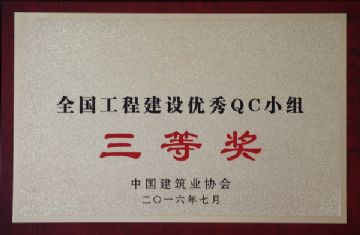 全国工程建设优秀QC小组
三等奖
中国建筑业协会
二〇一六年七月